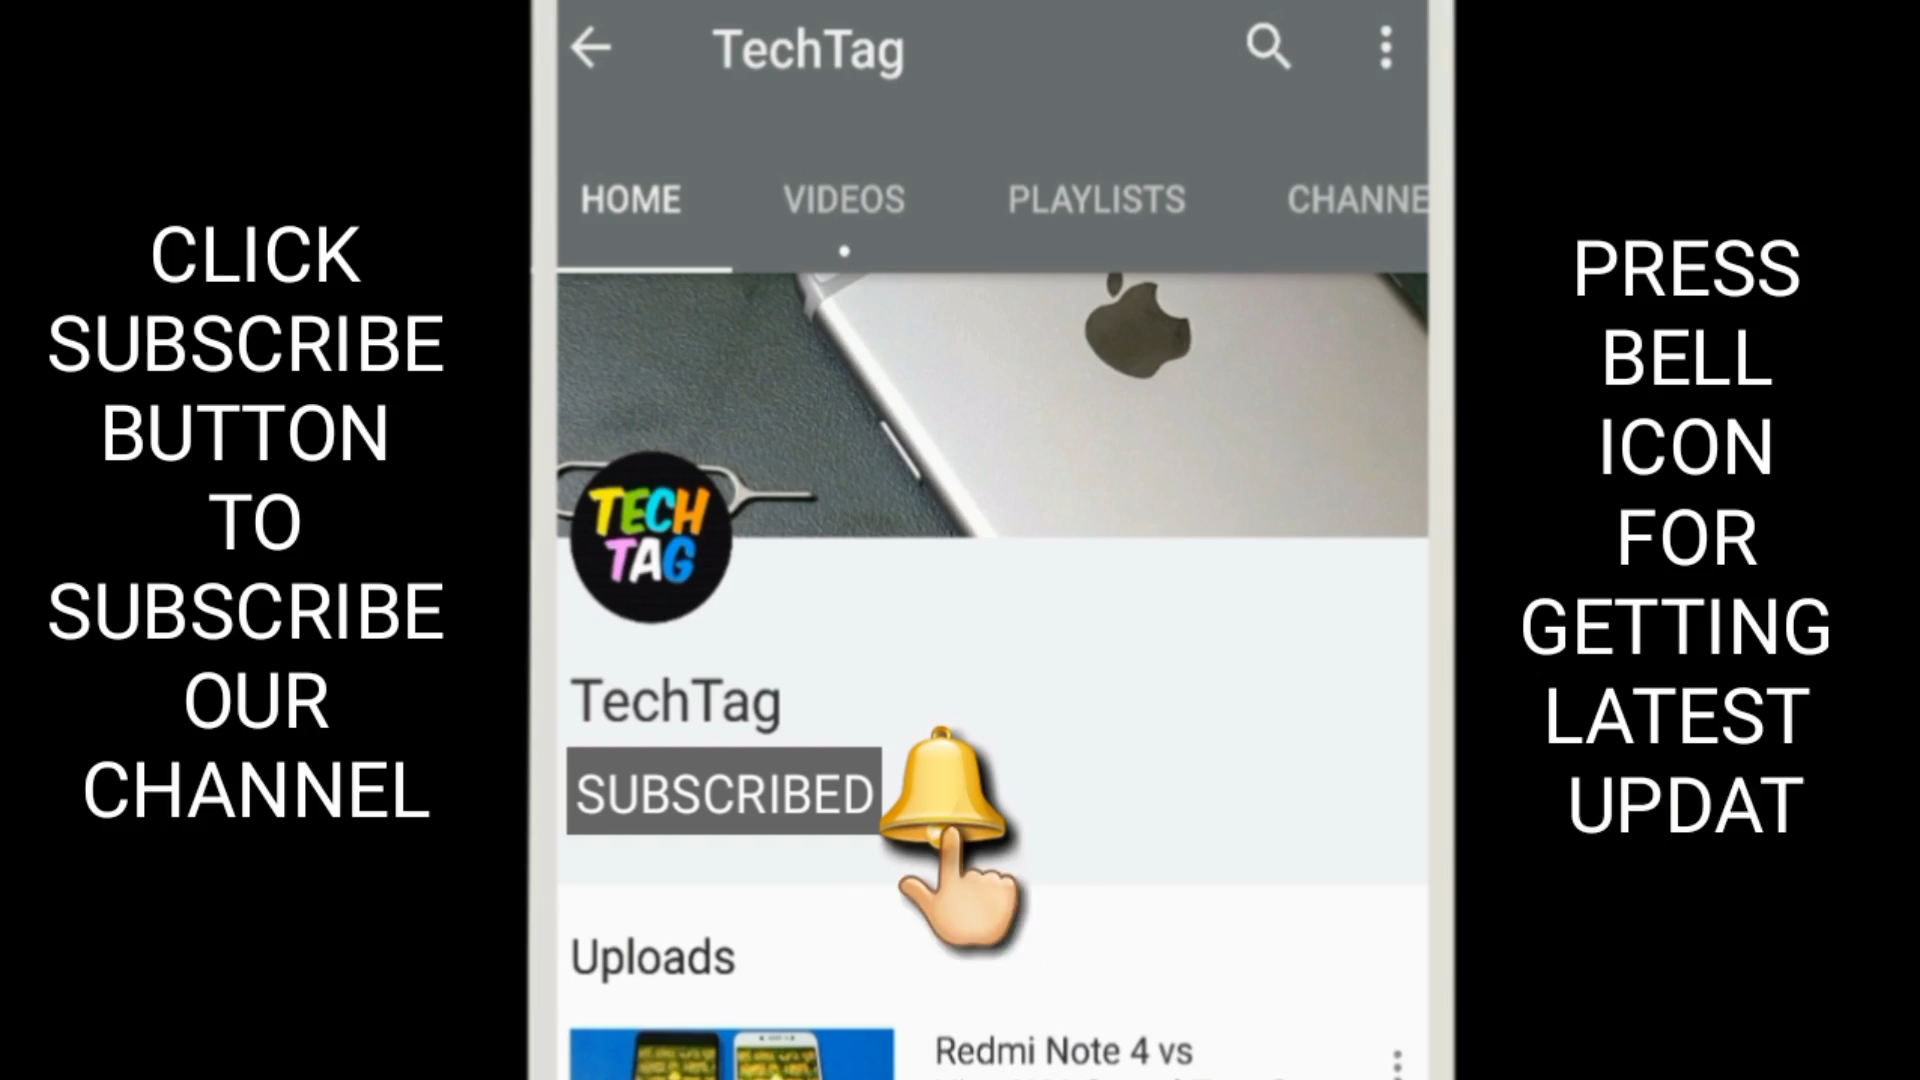 CLICK
SUBSCRIBE
BUTTON
TO
SUBSCRIBE
OUR
CHANNEL
TechTag
HOME VIDEOS PLAYLISTS CHANNE
TECH
TAG
TechTag
SUBSCRIBED
Uploads
Redmi Note 4 vs
PRESS
BELL
ICON
FOR
GETTING
LATEST
UPDAT